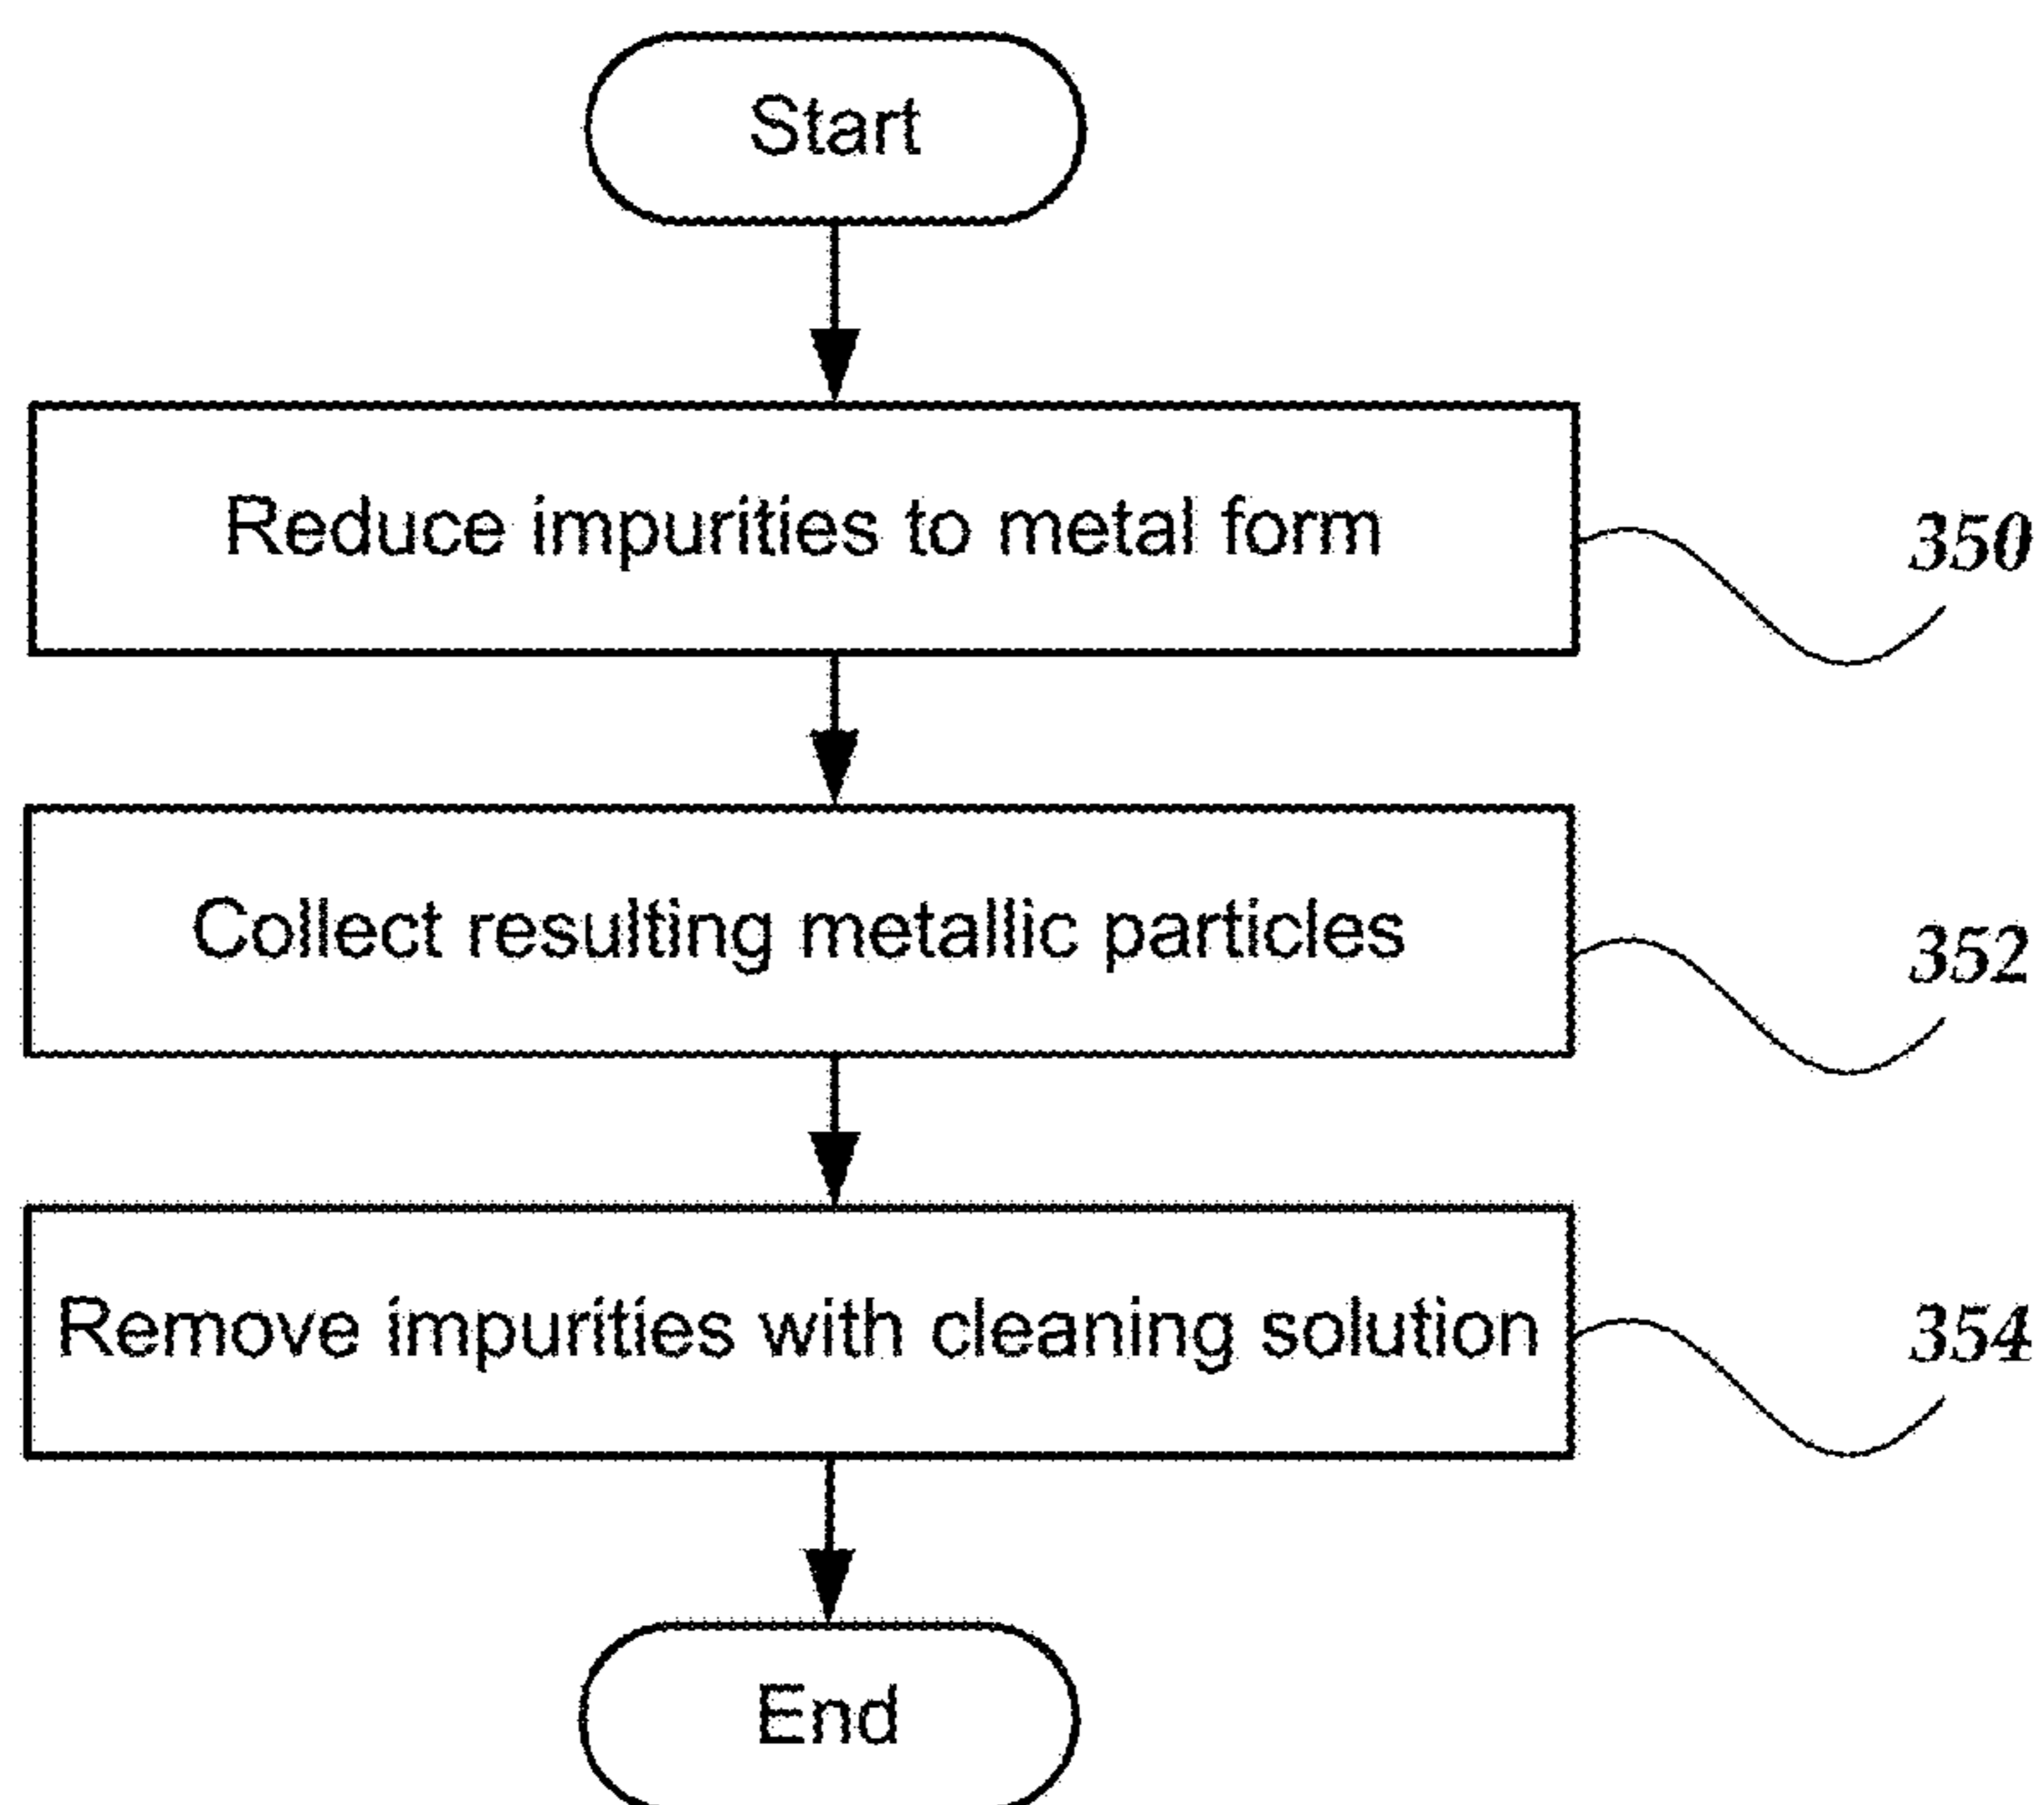 Start
Reduce impurities to metal form
350
Collect resulting metallic particles
352
Remove impurities with cleaning solution
354
End